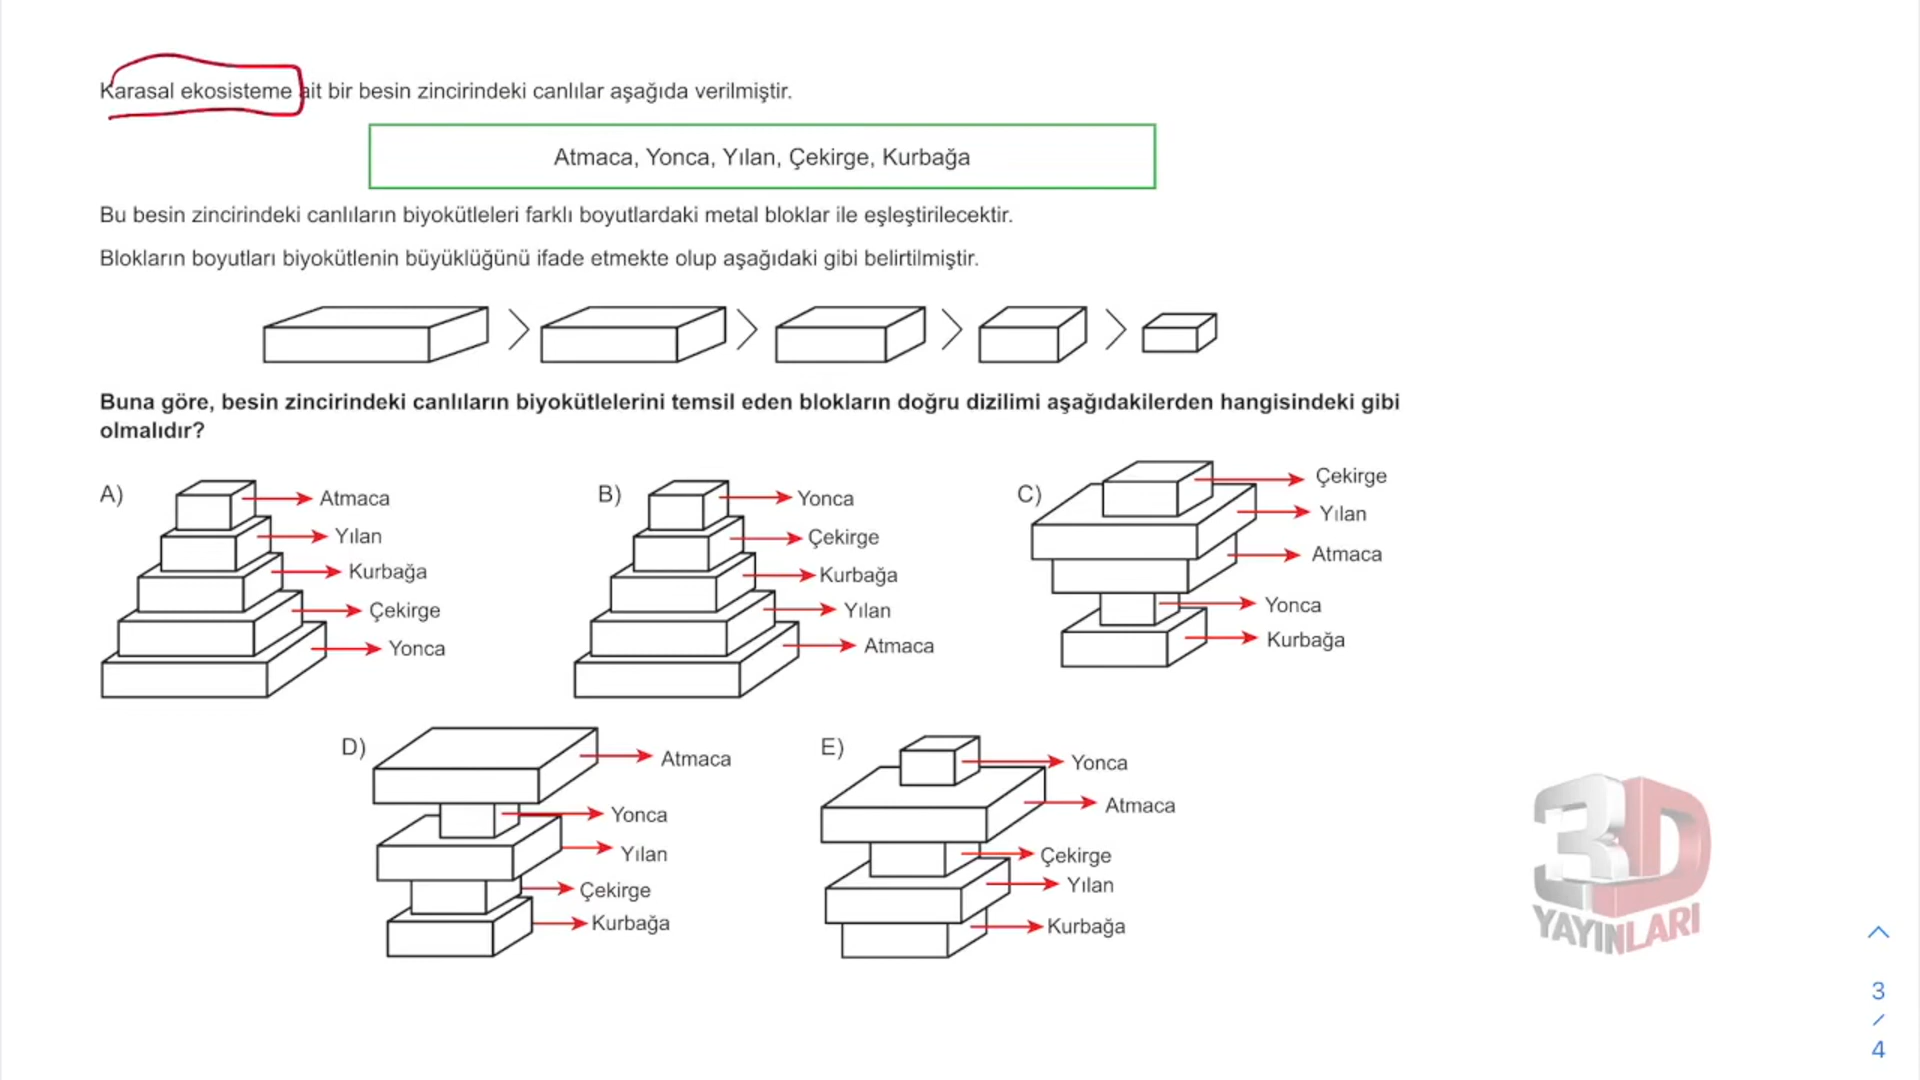 Karasal ekosisteme ait bir besin zincirindeki canlılar aşağıda verilmiştir.
Atmaca, Yonca, Yılan, Çekirge, Kurbağa
Bu besin zincirindeki canlıların biyokütleleri farklı boyutlardaki metal bloklar ile eşleştirilecektir.
Blokların boyutları biyokütlenin büyüklüğünü ifade etmekte olup aşağıdaki gibi belirtilmiştir.
Buna göre, besin zincirindeki canlıların biyokütlelerini temsil eden blokların doğru dizilimi aşağıdakilerden hangisindeki gibi
olmalıdır?
A)
Atmaca
Yılan
Kurbağa
Çekirge
Yonca
B)
Yonca
Çekirge
Kurbağa
Yılan
Atmaca
C)
Çekirge
Yılan
Atmaca
Yonca
Kurbağa
D)
Atmaca
Yonca
Yılan
Çekirge
Kurbağa
E)
Yonca
Atmaca
Çekirge
Yılan
Kurbağa
3D
YAYINLARI
3
/
4